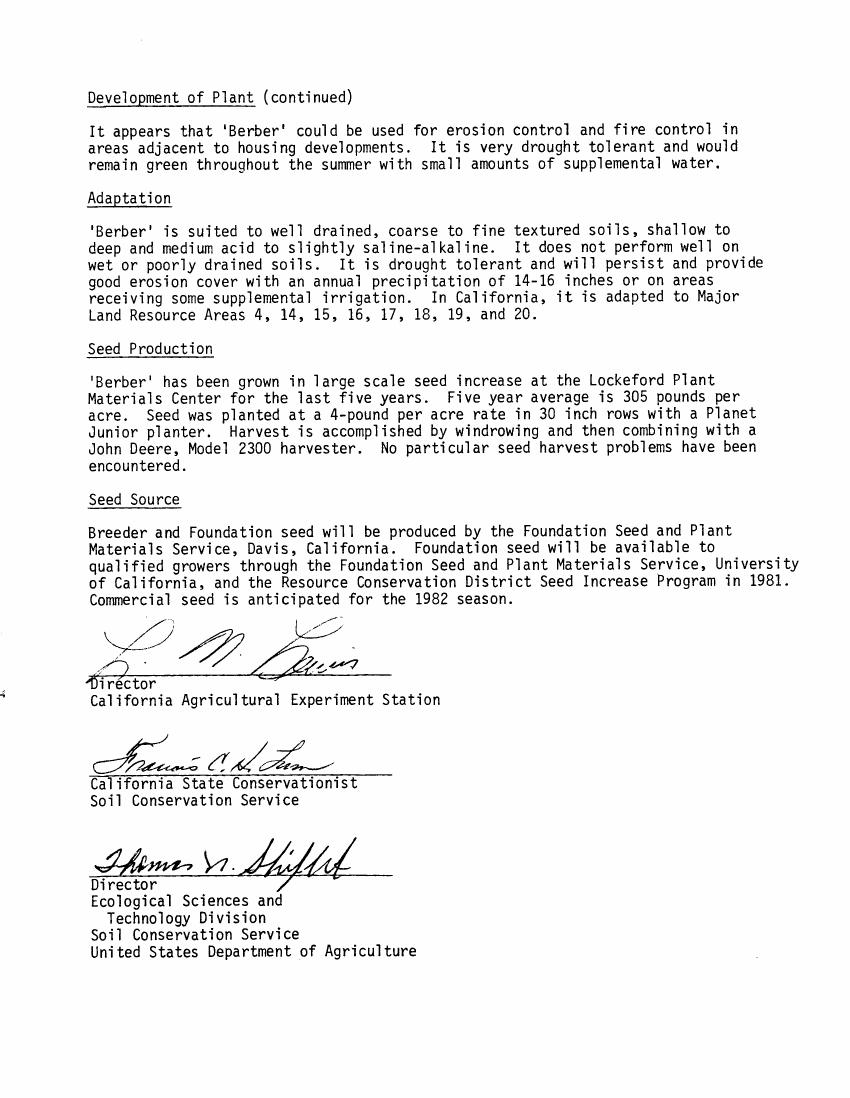 Development of Plant (continued)
It appears that 'Berber' could be used for erosion control and fire control in
areas adjacent to housing developments. It is very drought tolerant and would
remain green throughout the summer with small amounts of supplemental water.
Adaptation
'Berber' is suited to well drained, coarse to fine textured soils, shallow to
deep and medium acid to slightly saline-alkaline. It does not perform well on
wet or poorly drained soils. It is drought tolerant and will persist and provide
good erosion cover with an annual precipitation of 14-16 inches or on areas
receiving some supplemental irrigation. In California, it is adapted to Major
Land Resource Areas 4, 14, 15, 16, 17, 18, 19, and 20.
Seed Production
'Berber' has been grown in large scale seed increase at the Lockeford Plant
Materials Center for the last five years. Five year average is 305 pounds per
acre. Seed was planted at a 4-pound per acre rate in 30 inch rows with a Planet
Junior planter. Harvest is accomplished by windrowing and then combining with a
John Deere, Model 2300 harvester. No particular seed harvest problems have been
encountered.
Seed Source
Breeder and Foundation seed will be produced by the Foundation Seed and Plant
Materials Service, Davis, California. Foundation seed will be available to
qualified growers through the Foundation Seed and Plant Materials Service, University
of California, and the Resource Conservation District Seed Increase Program in 1981.
Commercial seed is anticipated for the 1982 season.
Director
California Agricultural Experiment Station
Francis C. H. Lum
California State Conservationist
Soil Conservation Service
Thomas N. Shiflet
Director
Ecological Sciences and
Technology Division
Soil Conservation Service
United States Department of Agriculture